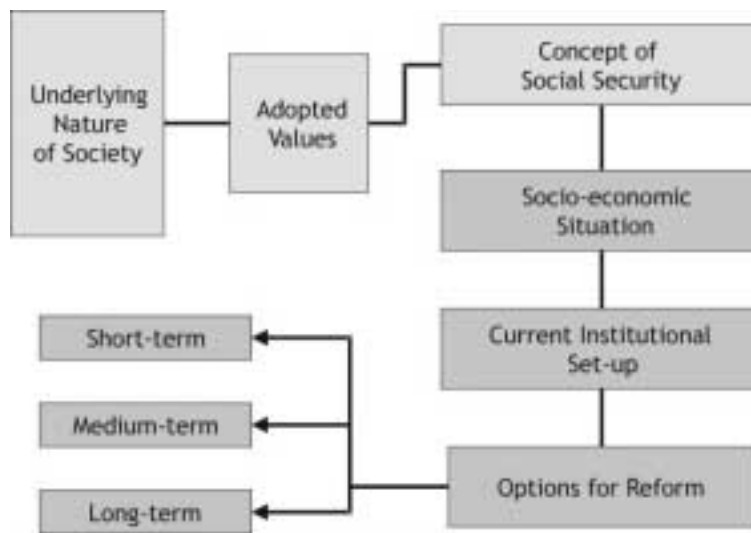 Underlying
Nature
of Society
Adopted
Values
Concept of
Social Security
Socio-economic
Situation
Current Institutional
Set-up
Options for Reform
Short-term
Medium-term
Long-term